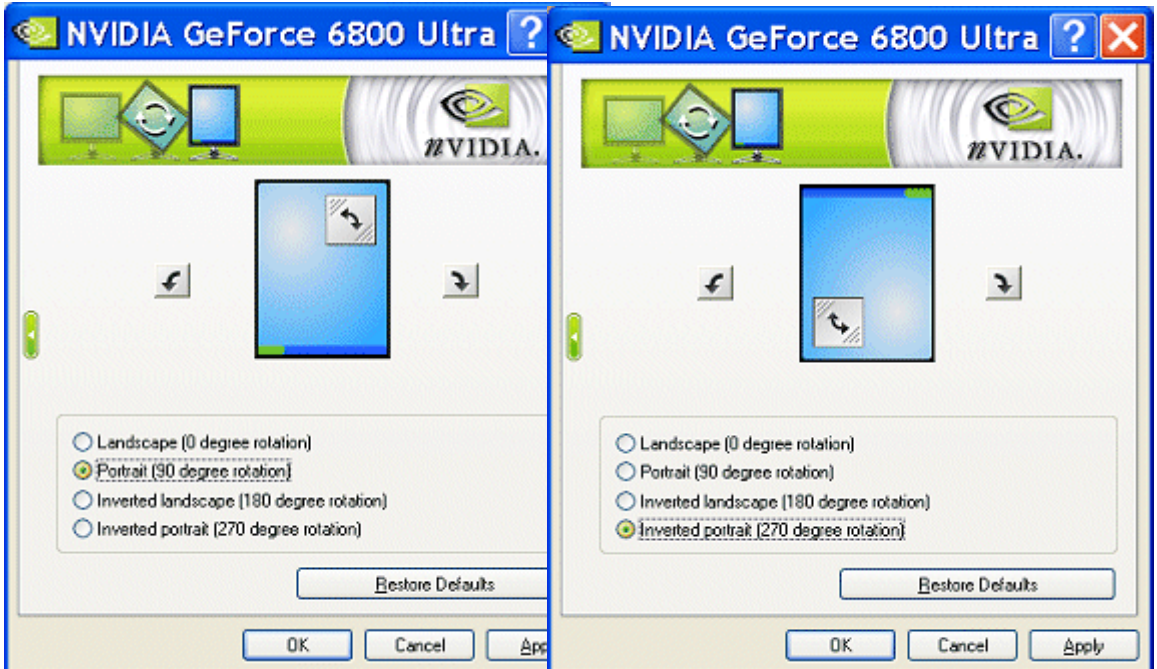 NVIDIA GeForce 6800 Ultra ?
nVIDIA.
Landscape (0 degree rotation)
Portrait (90 degree rotation)
Inverted landscape (180 degree rotation)
Inverted portrait (270 degree rotation)
Restore Defaults
OK Cancel App
NVIDIA GeForce 6800 Ultra ? X
nVIDIA.
Landscape (0 degree rotation)
Portrait (90 degree rotation)
Inverted landscape (180 degree rotation)
Inverted portrait (270 degree rotation)
Restore Defaults
OK Cancel Apply